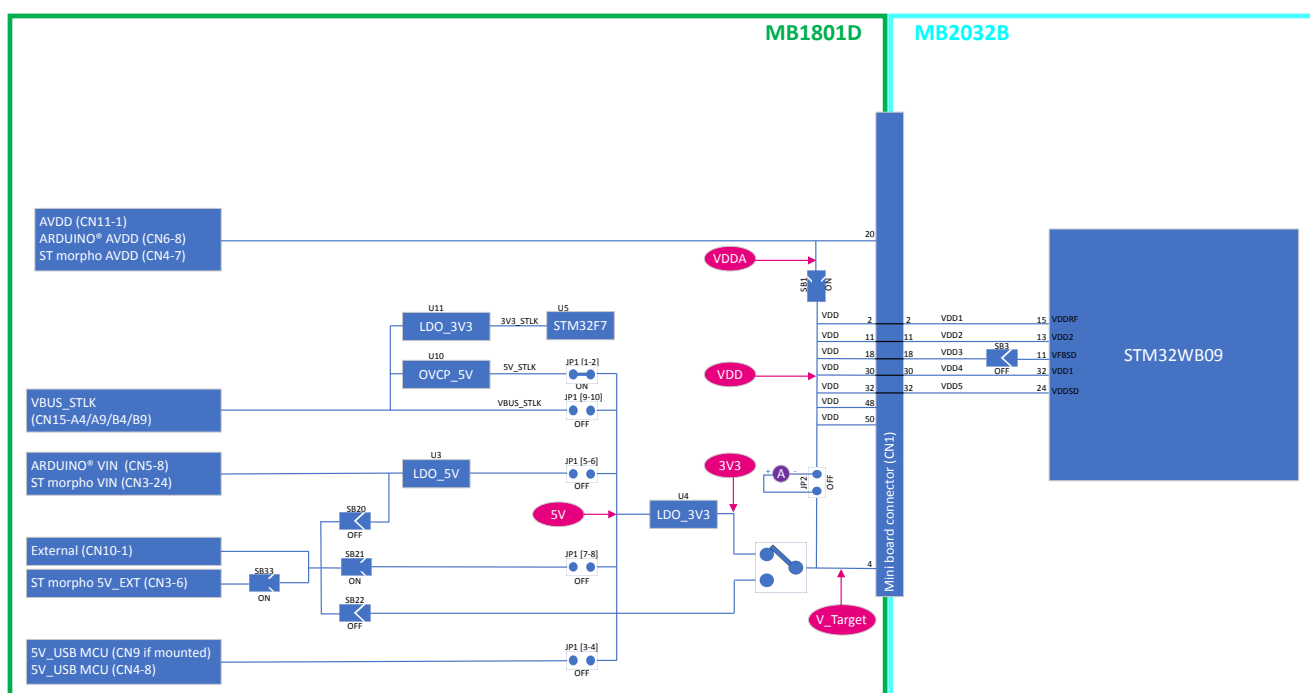 MB1801D
MB2032B
AVDD (CN11-1)
ARDUINO® AVDD (CN6-8)
ST morpho AVDD (CN4-7)
20
VDDA
SB1
ON
U11
LDO_3V3
3V3_STLK
U5
STM32F7
U10
OVCP_5V
5V_STLK
JP1 [1-2]
ON
VBUS_STLK
(CN15-A4/A9/B4/B9)
VBUS_STLK
JP1 [9-10]
OFF
VDD 2 2 VDD1 15 VDDRF
VDD 11 11 VDD2 13 VDD2
VDD 18 18 VDD3 SB3 OFF 11 VFBSD
VDD 30 30 VDD4 32 VDD1
VDD 32 32 VDD5 24 VDDSD
VDD 48
VDD 50
VDD
STM32WB09
Mini board connector (CN1)
ARDUINO® VIN (CN5-8)
ST morpho VIN (CN3-24)
U3
LDO_5V
JP1 [5-6]
OFF
3V3
+ A -
JP2
OFF
5V
U4
LDO_3V3
SB20
OFF
External (CN10-1)
ST morpho 5V_EXT (CN3-6)
SB33
ON
SB21
ON
JP1 [7-8]
OFF
SB22
OFF
4
V_Target
5V_USB MCU (CN9 if mounted)
5V_USB MCU (CN4-8)
JP1 [3-4]
OFF